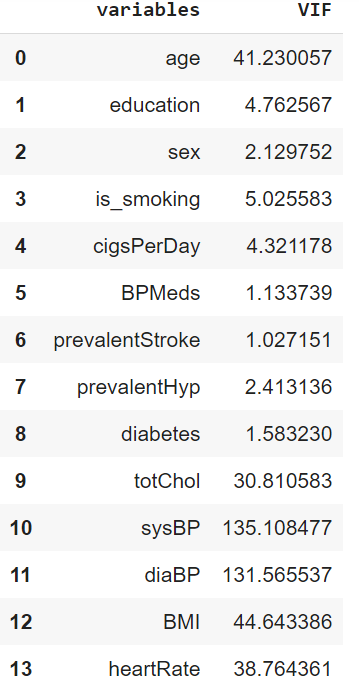 variables VIF
0 age 41.230057
1 education 4.762567
2 sex 2.129752
3 is_smoking 5.025583
4 cigsPerDay 4.321178
5 BPMeds 1.133739
6 prevalentStroke 1.027151
7 prevalentHyp 2.413136
8 diabetes 1.583230
9 totChol 30.810583
10 sysBP 135.108477
11 diaBP 131.565537
12 BMI 44.643386
13 heartRate 38.764361